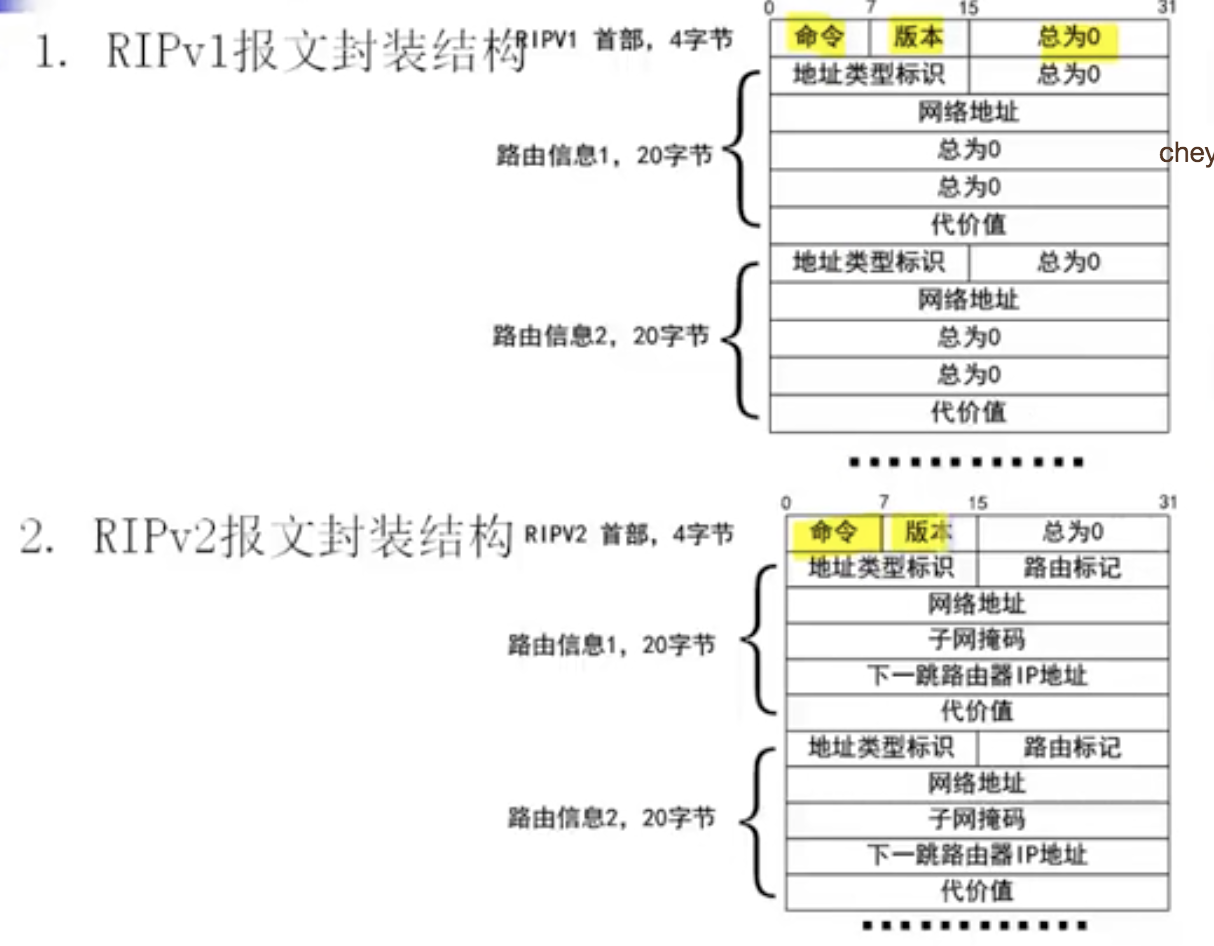 1. RIPv1报文封装结构
RIPV1 首部，4字节
0 7 15 31
命令 版本 总为0
地址类型标识 总为0
网络地址
总为0
总为0
代价值
路由信息1，20字节
chey
地址类型标识 总为0
网络地址
总为0
总为0
代价值
路由信息2，20字节
2. RIPv2报文封装结构
RIPV2 首部，4字节
0 7 15 31
命令 版本 总为0
地址类型标识 路由标记
网络地址
子网掩码
下一跳路由器IP地址
代价值
路由信息1，20字节
地址类型标识 路由标记
网络地址
子网掩码
下一跳路由器IP地址
代价值
路由信息2，20字节